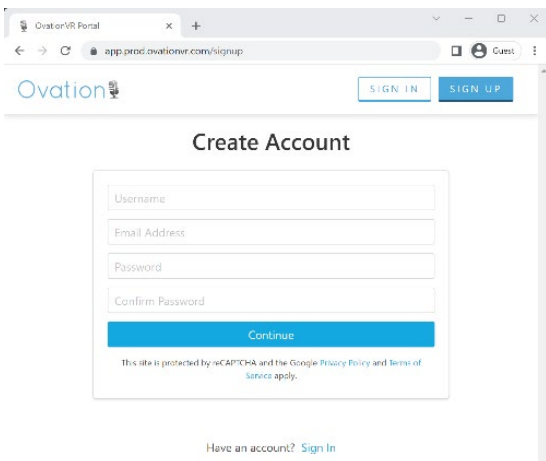 OvationVR Portal
app.prod.ovationvr.com/signup
Guest
Ovation
SIGN IN
SIGN UP
Create Account
Username
Email Address
Password
Confirm Password
Continue
This site is protected by reCAPTCHA and the Google Privacy Policy and Terms of
Service apply.
Have an account? Sign In